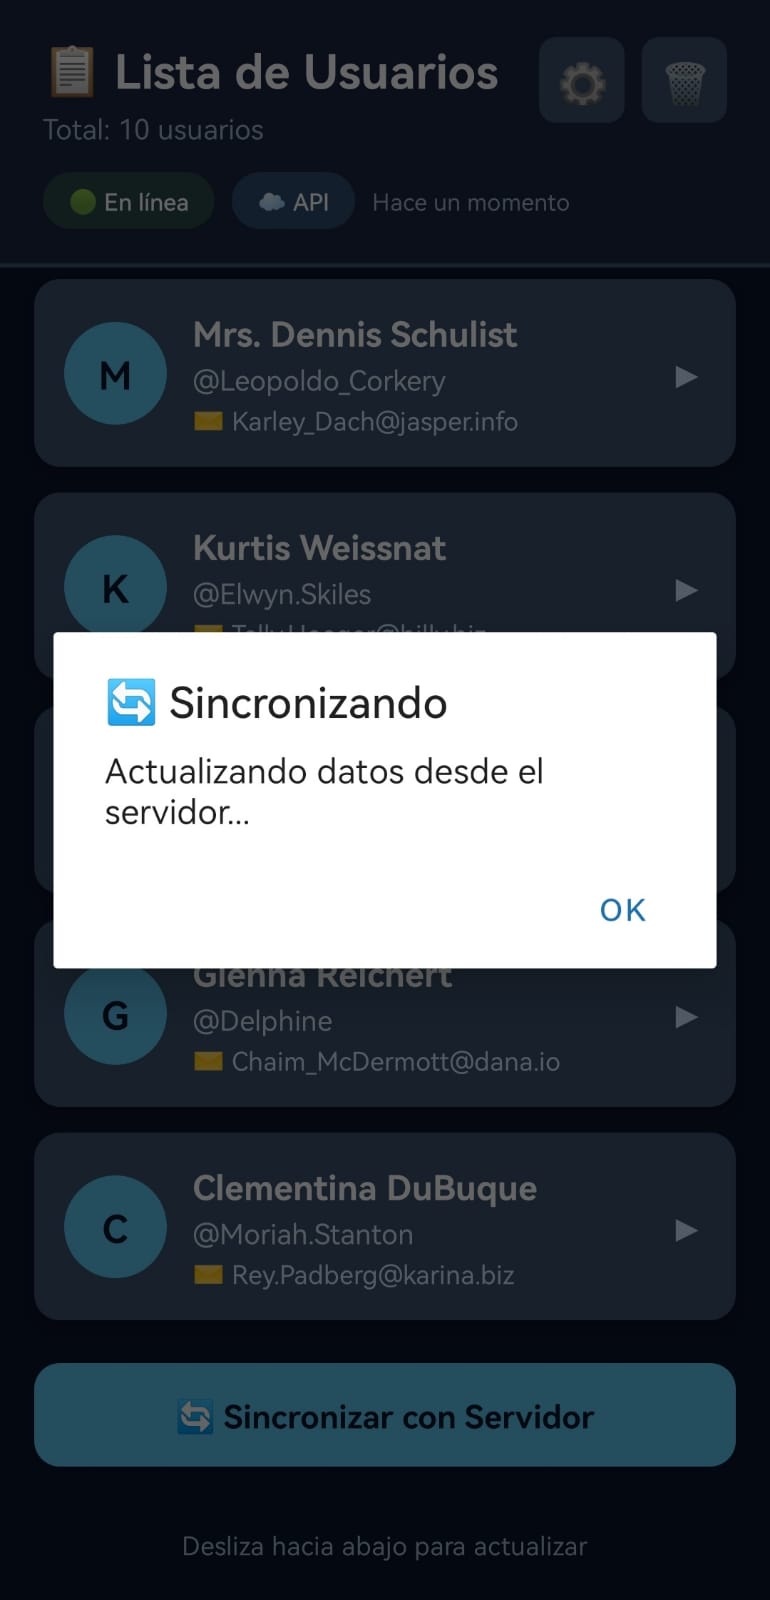 Lista de Usuarios
Total: 10 usuarios
En línea
API
Hace un momento
M
Mrs. Dennis Schulist
@Leopoldo_Corkery
Karley_Dach@jasper.info
K
Kurtis Weissnat
@Elwyn.Skiles
Sincronizando
Actualizando datos desde el
servidor...
OK
G
Glenna Reichert
@Delphine
Chaim_McDermott@dana.io
C
Clementina DuBuque
@Moriah.Stanton
Rey.Padberg@karina.biz
Sincronizar con Servidor
Desliza hacia abajo para actualizar